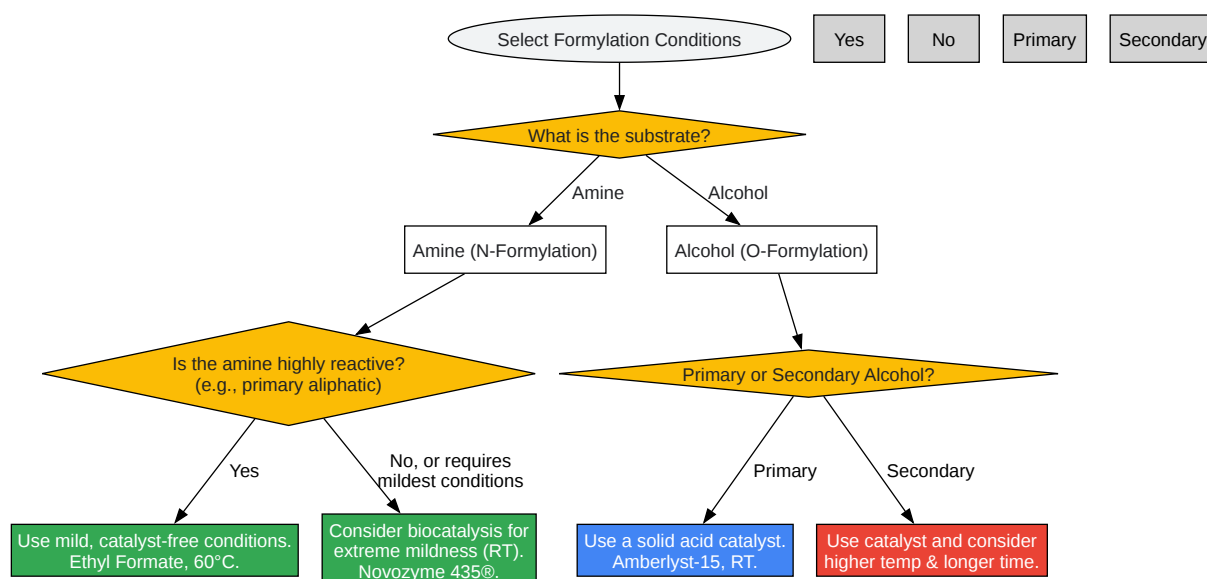 Select Formylation Conditions
Yes
No
Primary
Secondary
What is the substrate?
Amine
Alcohol
Amine (N-Formylation)
Alcohol (O-Formylation)
Is the amine highly reactive?
(e.g., primary aliphatic)
Primary or Secondary Alcohol?
Yes
No, or requires
mildest conditions
Primary
Secondary
Use mild, catalyst-free conditions.
Ethyl Formate, 60°C.
Consider biocatalysis for
extreme mildness (RT).
Novozyme 435®.
Use a solid acid catalyst.
Amberlyst-15, RT.
Use catalyst and consider
higher temp & longer time.